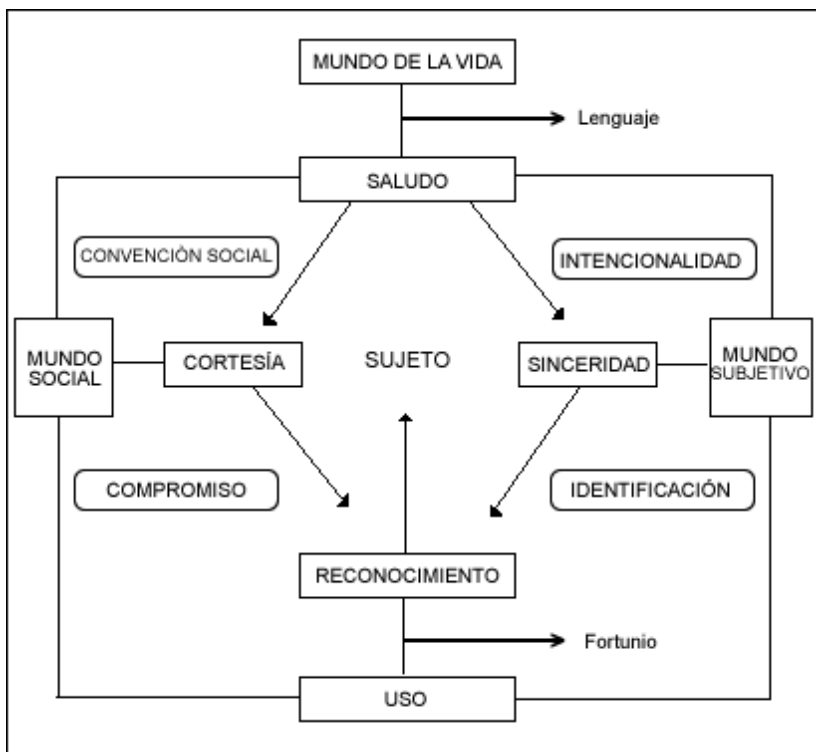 MUNDO DE LA VIDA
Lenguaje
SALUDO
CONVENCIÒN SOCIAL
INTENCIONALIDAD
MUNDO
SOCIAL
CORTESÍA
SUJETO
SINCERIDAD
MUNDO
SUBJETIVO
COMPROMISO
IDENTIFICACIÓN
RECONOCIMIENTO
Fortunio
USO